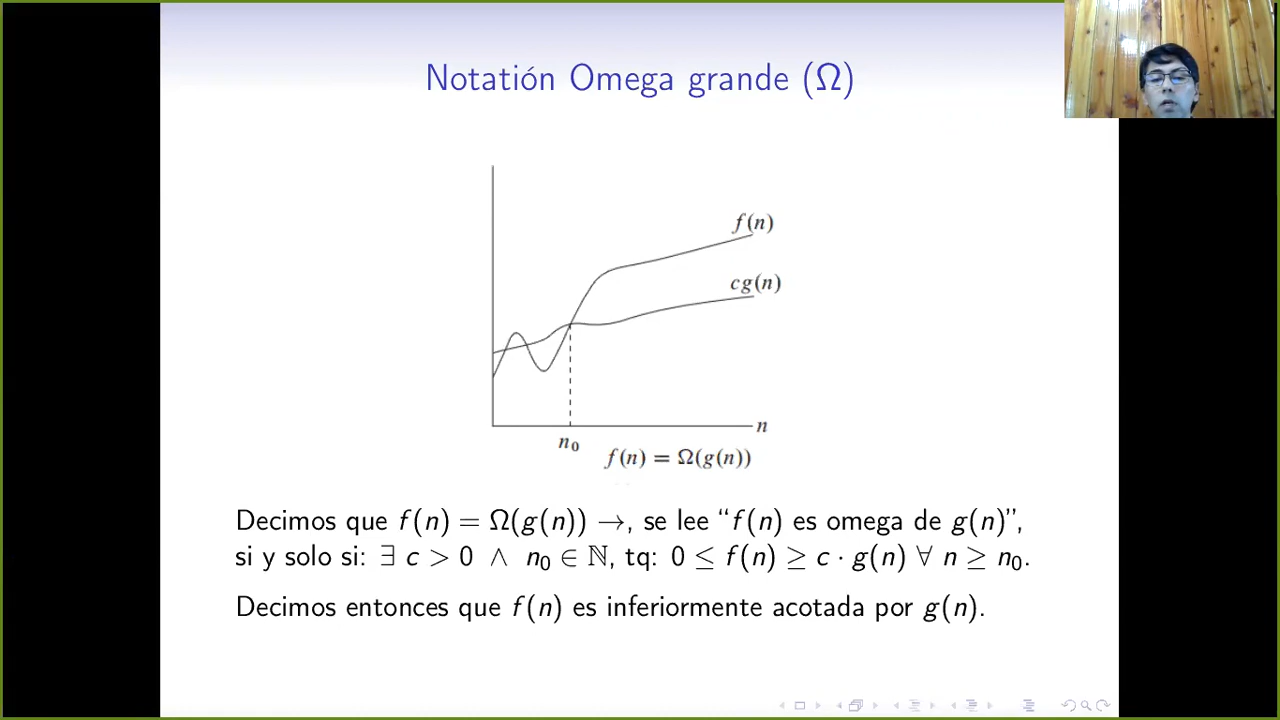 Notatión Omega grande (Ω)
f(n)
cg(n)
n
n₀
f(n) = Ω(g(n))
Decimos que f(n) = Ω(g(n)) →, se lee “f(n) es omega de g(n)”,
si y solo si: ∃ c > 0 ∧ n₀ ∈ ℕ, tq: 0 ≤ f(n) ≥ c · g(n) ∀ n ≥ n₀.
Decimos entonces que f(n) es inferiormente acotada por g(n).